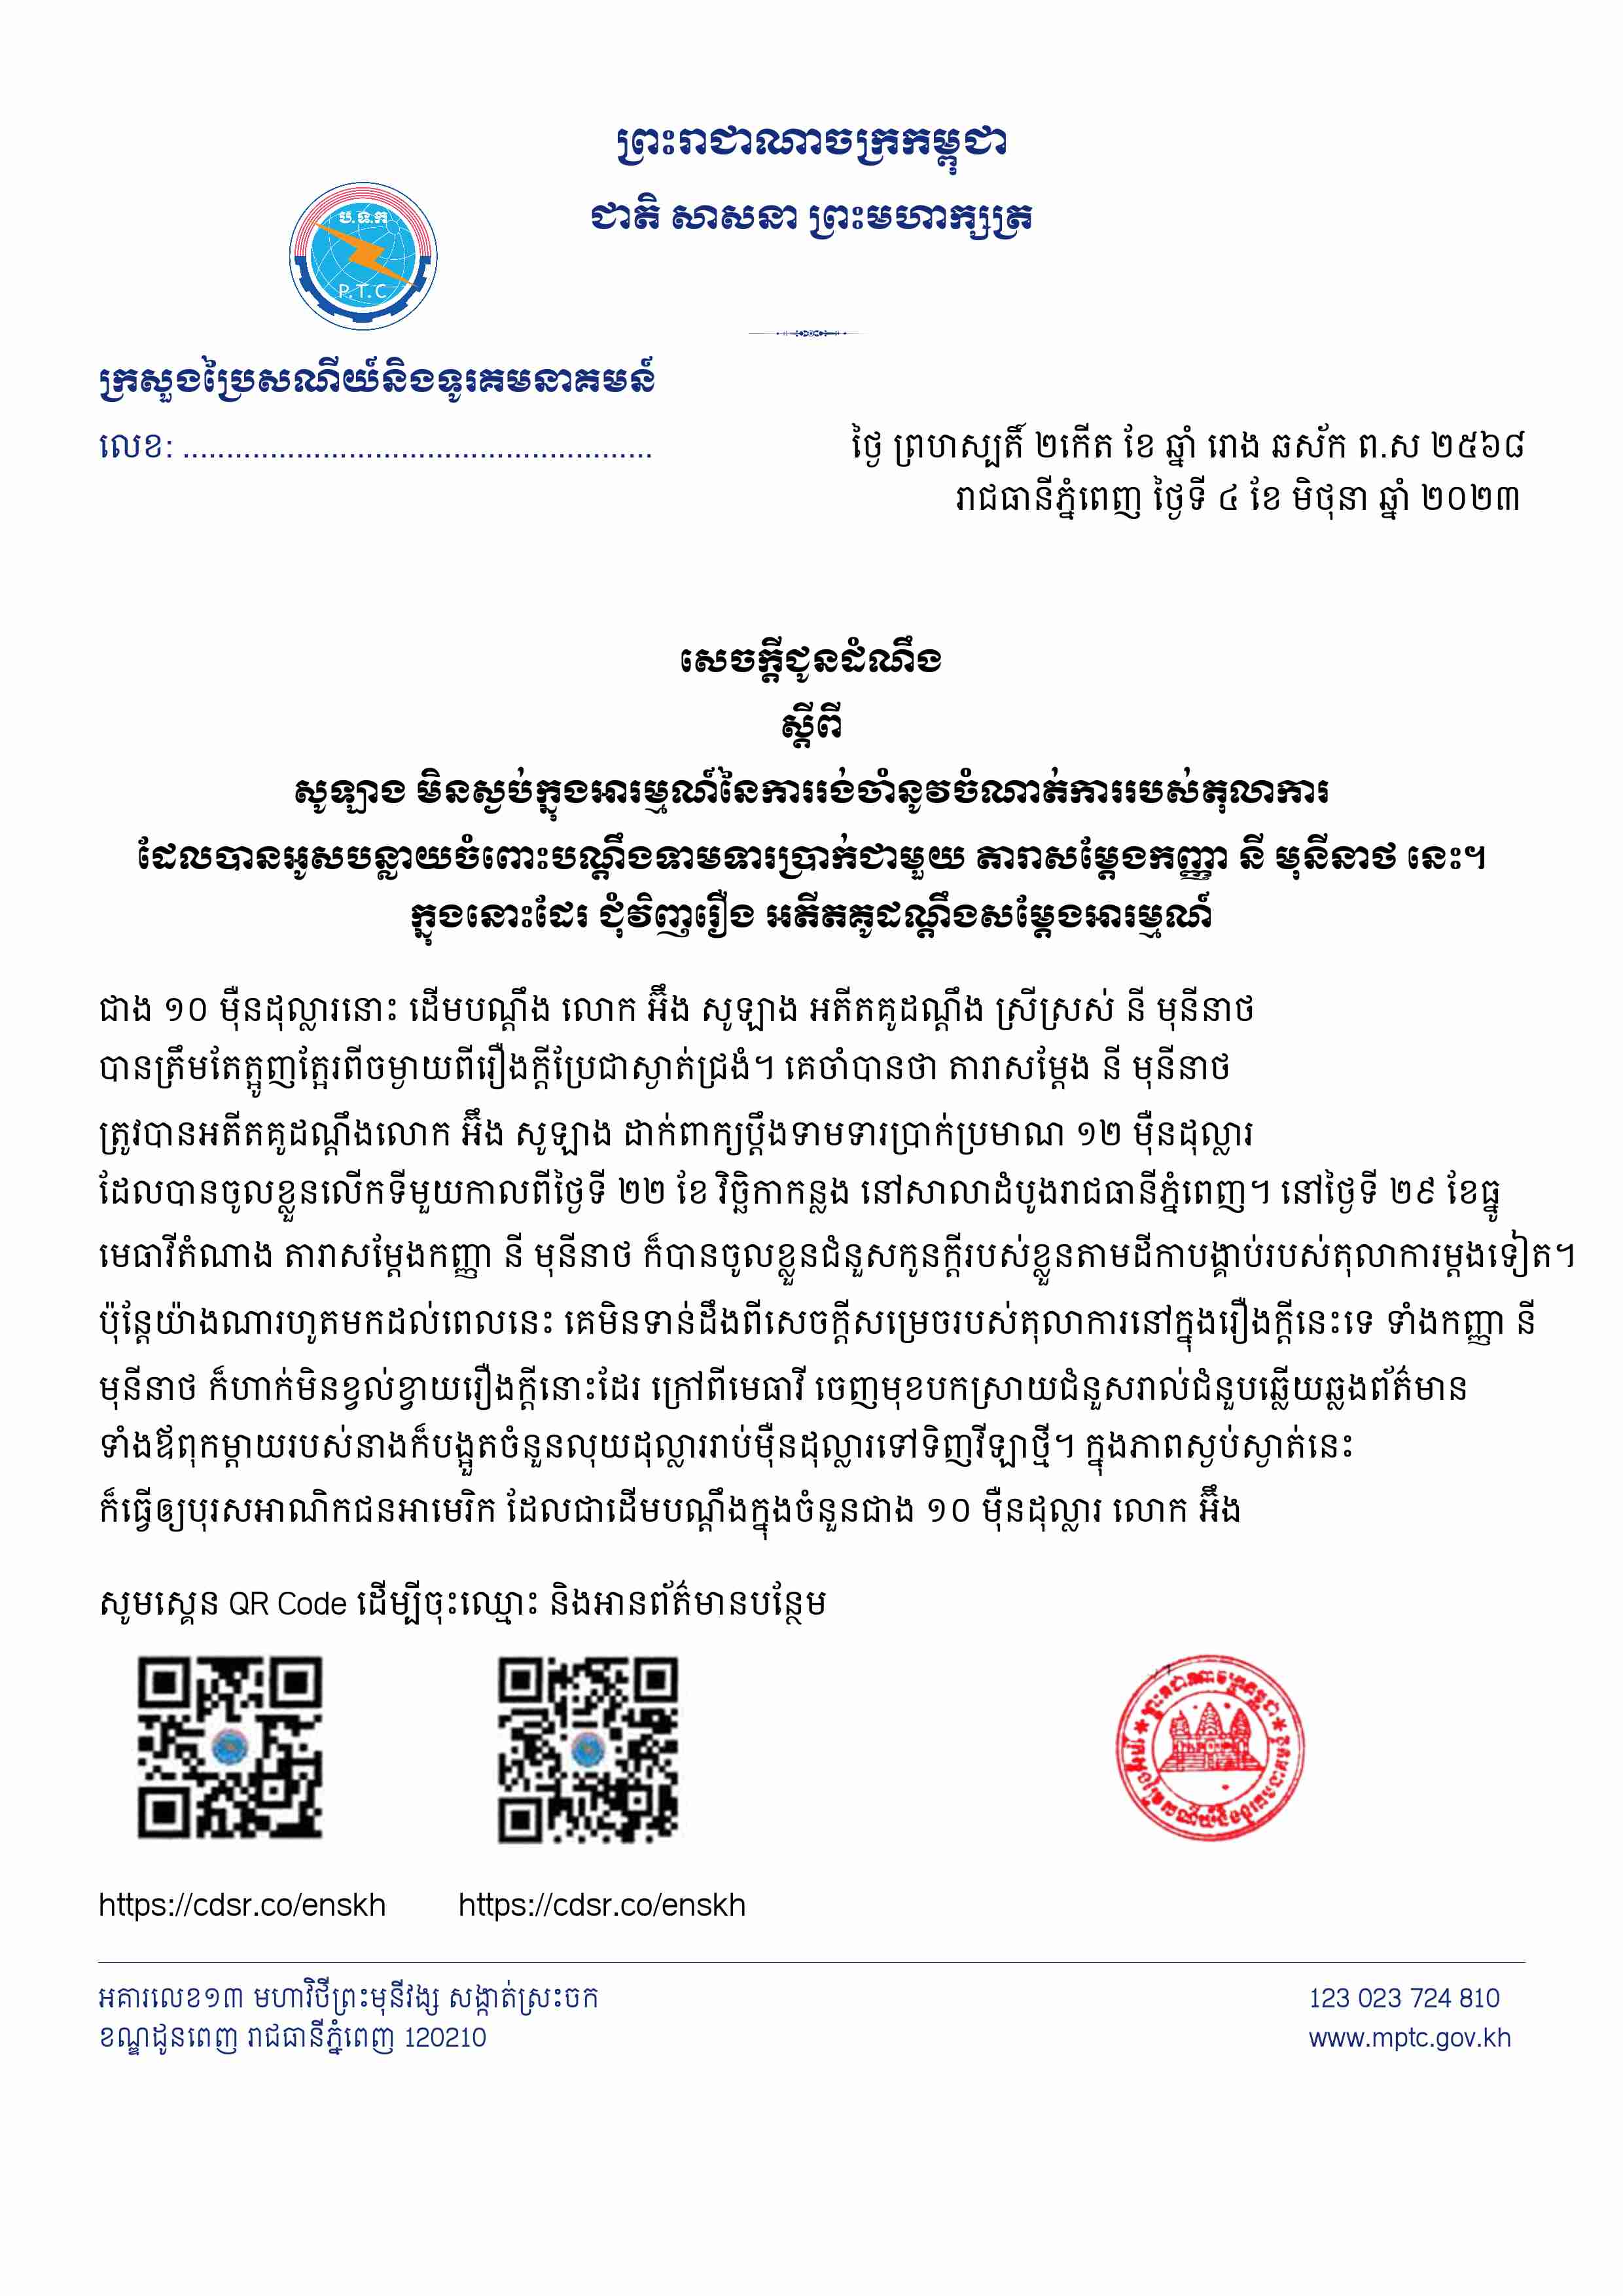 ព្រះរាជាណាចក្រកម្ពុជា
ជាតិ សាសនា ព្រះមហាក្សត្រ
ប.ទ.ក
P.T.C
ក្រសួងប្រៃសណីយ៍និងទូរគមនាគមន៍
លេខ: ......................................................
ថ្ងៃ ព្រហស្បតិ៍ ២កើត ខែ ឆ្នាំ រោង ឆស័ក ព.ស ២៥៦៨
រាជធានីភ្នំពេញ ថ្ងៃទី ៤ ខែ មិថុនា ឆ្នាំ ២០២៣
សេចក្តីជូនដំណឹង
ស្តីពី
សូឡាង មិនស្ងប់ក្នុងអារម្មណ៍នៃការរង់ចាំនូវចំណាត់ការរបស់តុលាការ
ដែលបានអូសបន្លាយចំពោះបណ្តឹងទាមទារប្រាក់ជាមួយ តារាសម្តែងកញ្ញា នី មុនីនាថ នេះ។
ក្នុងនោះដែរ ជុំវិញរឿង អតីតគូដណ្តឹងសម្តែងអារម្មណ៍
ជាង ១០ ម៉ឺនដុល្លារនោះ ដើមបណ្តឹង លោក អ៊ឹង សូឡាង អតីតគូដណ្តឹង ស្រីស្រស់ នី មុនីនាថ
បានត្រឹមតែត្អូញត្អែរពីចម្ងាយពីរឿងក្តីប្រែជាស្ងាត់ជ្រងំ។ គេចាំបានថា តារាសម្តែង នី មុនីនាថ
ត្រូវបានអតីតគូដណ្តឹងលោក អ៊ឹង សូឡាង ដាក់ពាក្យប្តឹងទាមទារប្រាក់ប្រមាណ ១២ ម៉ឺនដុល្លារ
ដែលបានចូលខ្លួនលើកទីមួយកាលពីថ្ងៃទី ២២ ខែ វិច្ឆិកាកន្លង នៅសាលាដំបូងរាជធានីភ្នំពេញ។ នៅថ្ងៃទី ២៩ ខែធ្នូ
មេធាវីតំណាង តារាសម្តែងកញ្ញា នី មុនីនាថ ក៏បានចូលខ្លួនជំនួសកូនក្តីរបស់ខ្លួនតាមដីកាបង្គាប់របស់តុលាការម្តងទៀត។
ប៉ុន្តែយ៉ាងណារហូតមកដល់ពេលនេះ គេមិនទាន់ដឹងពីសេចក្តីសម្រេចរបស់តុលាការនៅក្នុងរឿងក្តីនេះទេ ទាំងកញ្ញា នី
មុនីនាថ ក៏ហាក់មិនខ្វល់ខ្វាយរឿងក្តីនោះដែរ ក្រៅពីមេធាវី ចេញមុខបកស្រាយជំនួសរាល់ជំនួបឆ្លើយឆ្លងព័ត៌មាន
ទាំងឪពុកម្តាយរបស់នាងក៏បង្អួតចំនួនលុយដុល្លាររាប់ម៉ឺនដុល្លារទៅទិញវីឡាថ្មី។ ក្នុងភាពស្ងប់ស្ងាត់នេះ
ក៏ធ្វើឲ្យបុរសអាណិកជនអាមេរិក ដែលជាដើមបណ្តឹងក្នុងចំនួនជាង ១០ ម៉ឺនដុល្លារ លោក អ៊ឹង
សូមស្គេន QR Code ដើម្បីចុះឈ្មោះ និងអានព័ត៌មានបន្ថែម
https://cdsr.co/enskh https://cdsr.co/enskh
អគារលេខ១៣ មហាវិថីព្រះមុនីវង្ស សង្កាត់ស្រះចក
ខណ្ឌដូនពេញ រាជធានីភ្នំពេញ 120210
123 023 724 810
www.mptc.gov.kh